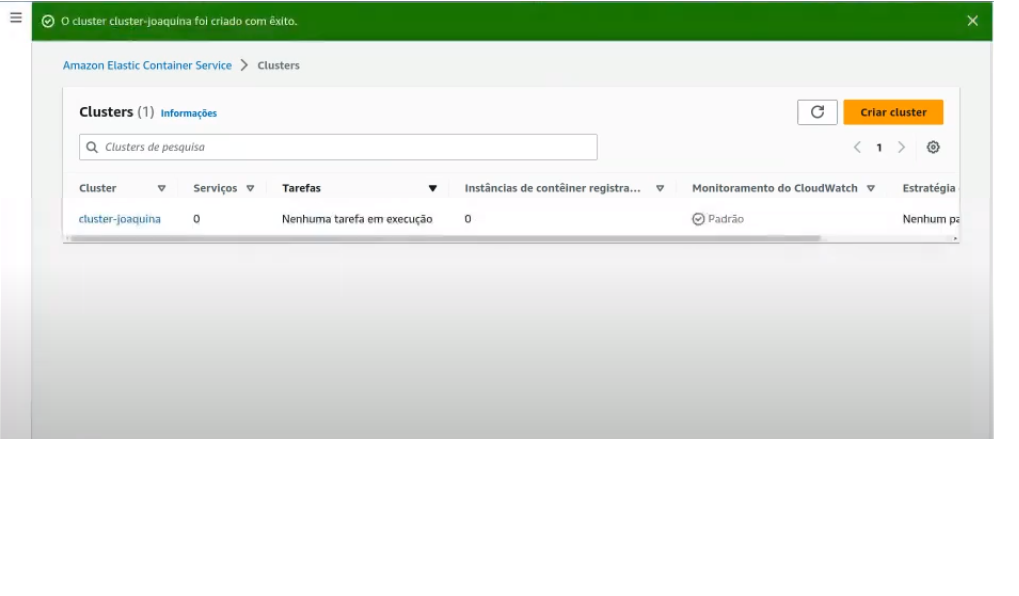 O cluster cluster-joaquina foi criado com êxito.
Amazon Elastic Container Service > Clusters
Clusters (1) Informações
Criar cluster
Clusters de pesquisa
1
Cluster Serviços Tarefas Instâncias de contêiner registra... Monitoramento do CloudWatch Estratégia
cluster-joaquina 0 Nenhuma tarefa em execução 0 Padrão Nenhum pa